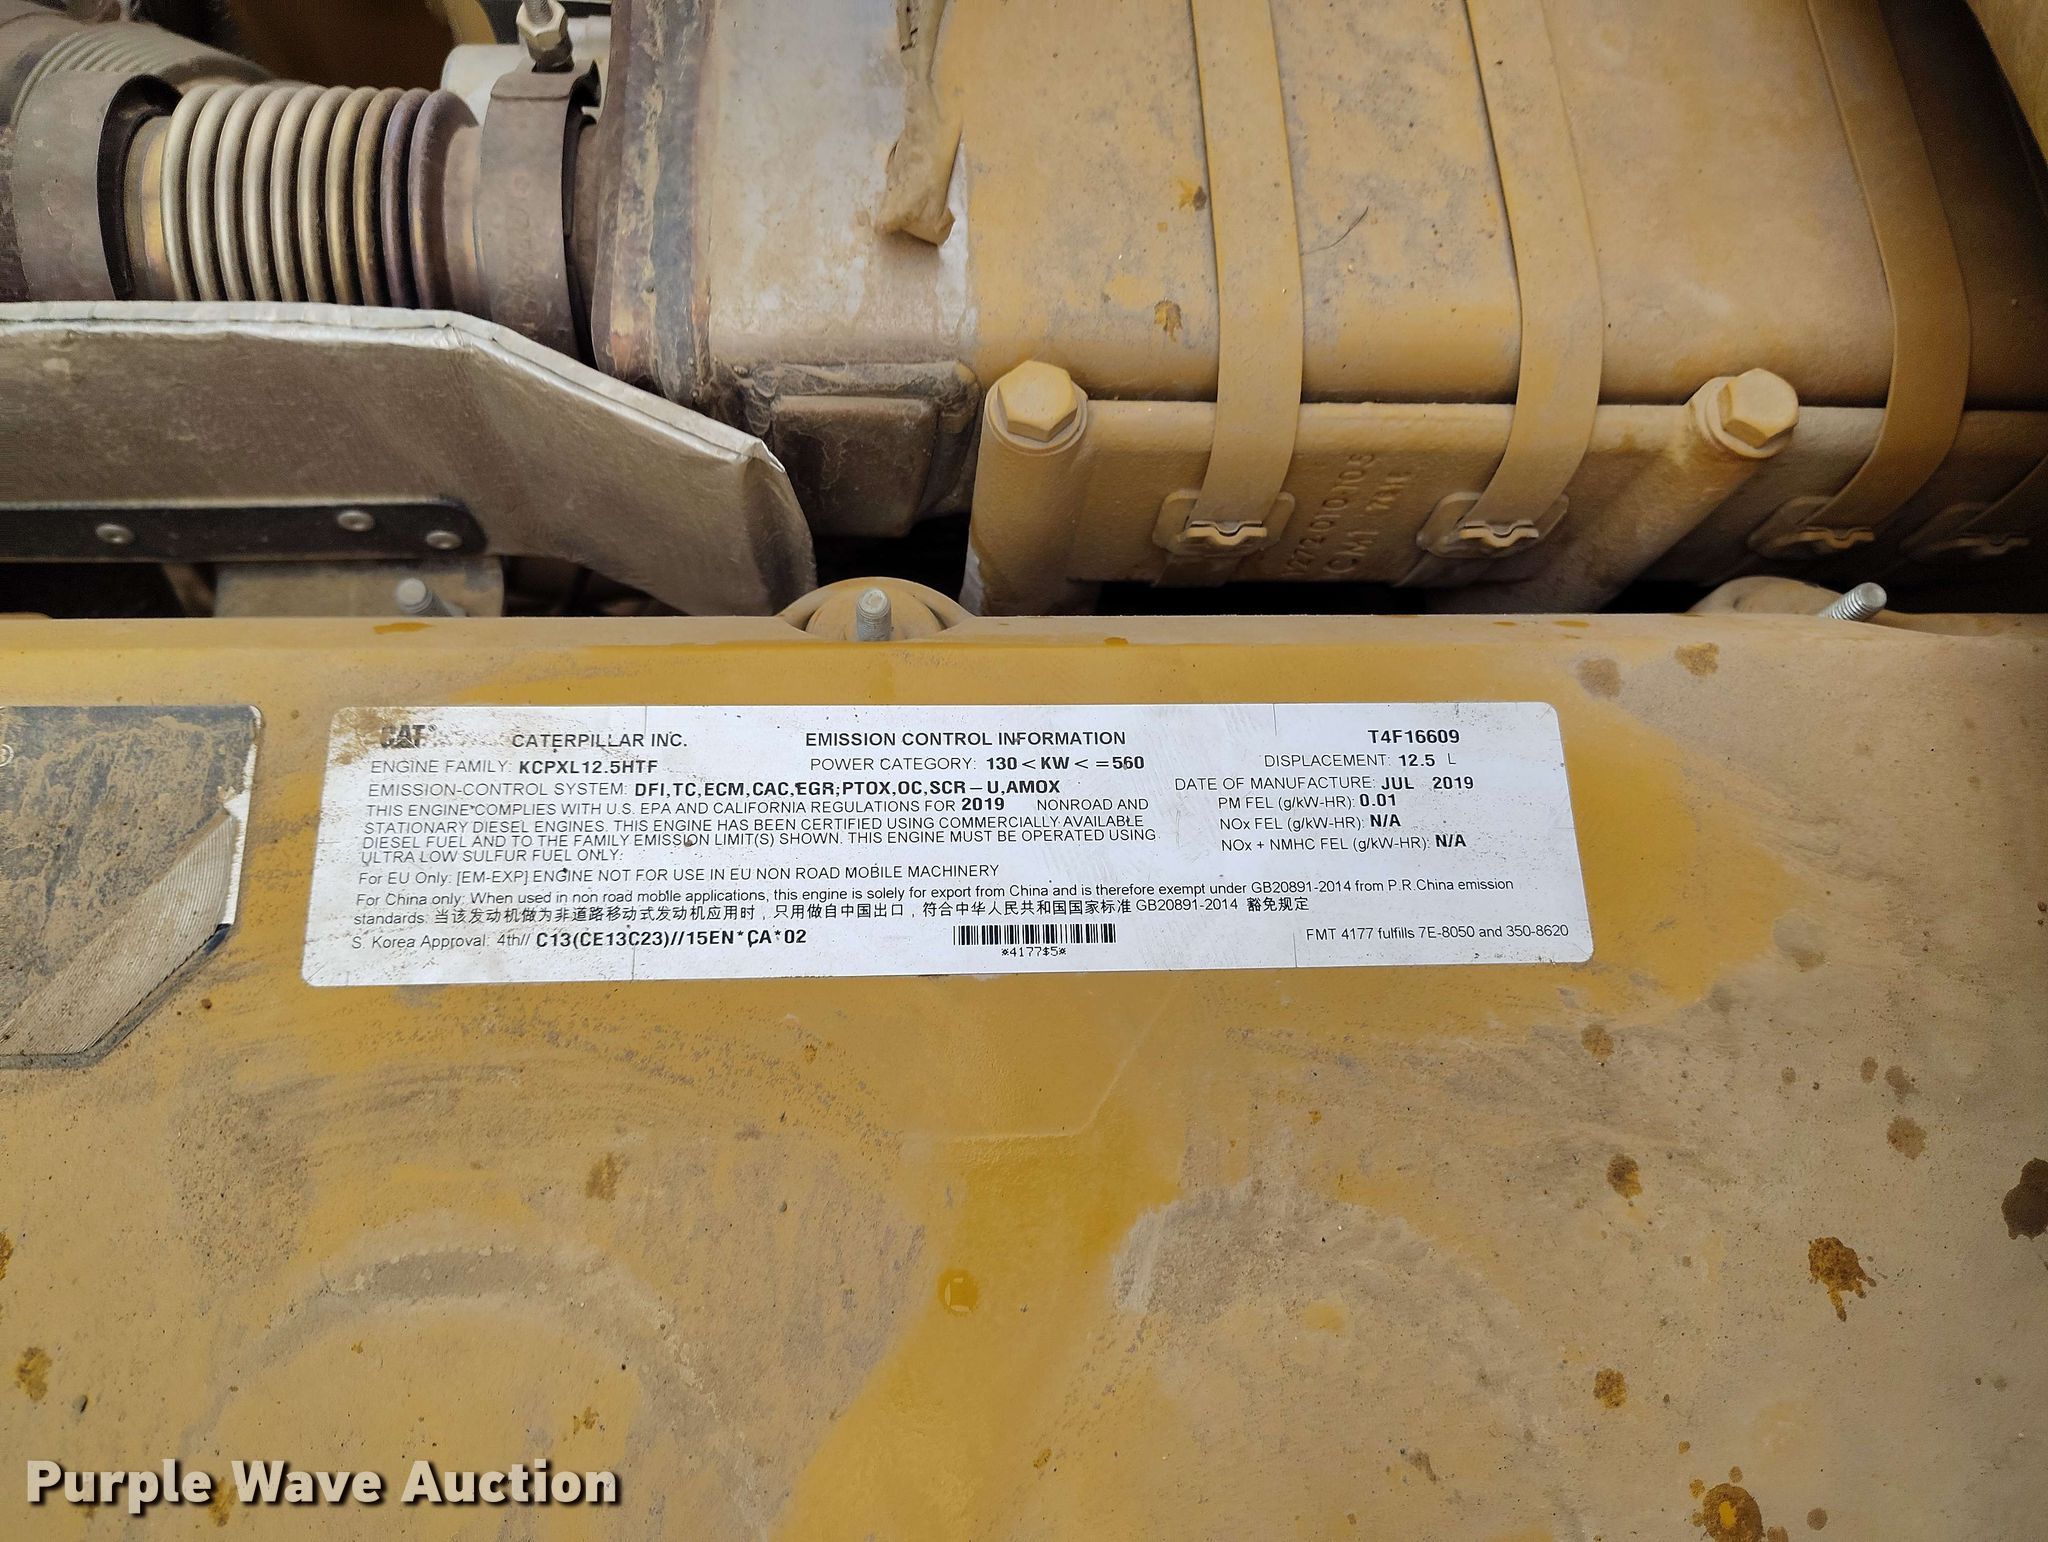 2720101-08
CM1
CAT CATERPILLAR INC. EMISSION CONTROL INFORMATION T4F16609
ENGINE FAMILY: KCPXL12.5HTF POWER CATEGORY: 130 < KW < =560 DISPLACEMENT: 12.5 L
EMISSION-CONTROL SYSTEM: DFI,TC,ECM,CAC,EGR;PTOX,OC,SCR-U,AMOX DATE OF MANUFACTURE: JUL 2019
THIS ENGINE COMPLIES WITH U.S. EPA AND CALIFORNIA REGULATIONS FOR 2019 NONROAD AND PM FEL (g/kW-HR): 0.01
STATIONARY DIESEL ENGINES. THIS ENGINE HAS BEEN CERTIFIED USING COMMERCIALLY AVAILABLE NOx FEL (g/kW-HR): N/A
DIESEL FUEL AND TO THE FAMILY EMISSION LIMIT(S) SHOWN. THIS ENGINE MUST BE OPERATED USING NOx + NMHC FEL (g/kW-HR): N/A
ULTRA LOW SULFUR FUEL ONLY.
For EU Only: [EM-EXP] ENGINE NOT FOR USE IN EU NON ROAD MOBILE MACHINERY
For China only: When used in non road mobile applications, this engine is solely for export from China and is therefore exempt under GB20891-2014 from P.R.China emission
standards. 当该发动机做为非道路移动式发动机应用时，只用做自中国出口，符合中华人民共和国国家标准 GB20891-2014 豁免规定
S. Korea Approval: 4th// C13(CE13C23)//15EN*CA*02 *4177$5* FMT 4177 fulfills 7E-8050 and 350-8620
Purple Wave Auction